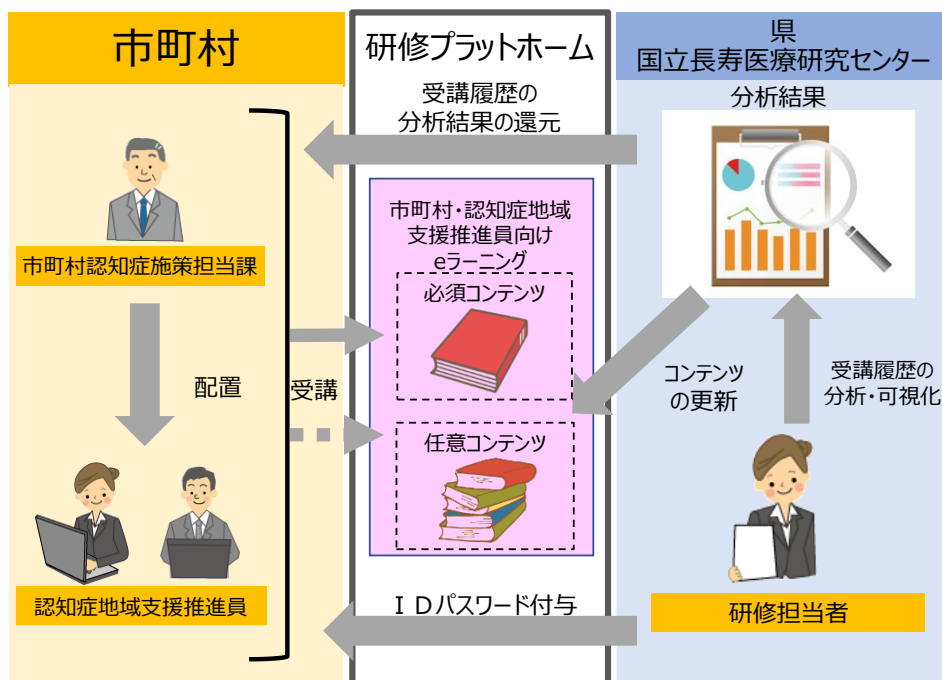 市町村
研修プラットホーム
県
国立長寿医療研究センター
受講履歴の
分析結果の還元
分析結果
市町村認知症施策担当課
市町村・認知症地域
支援推進員向け
eラーニング
必須コンテンツ
配置
受講
コンテンツ
の更新
受講履歴の
分析・可視化
任意コンテンツ
認知症地域支援推進員
ＩＤパスワード付与
研修担当者